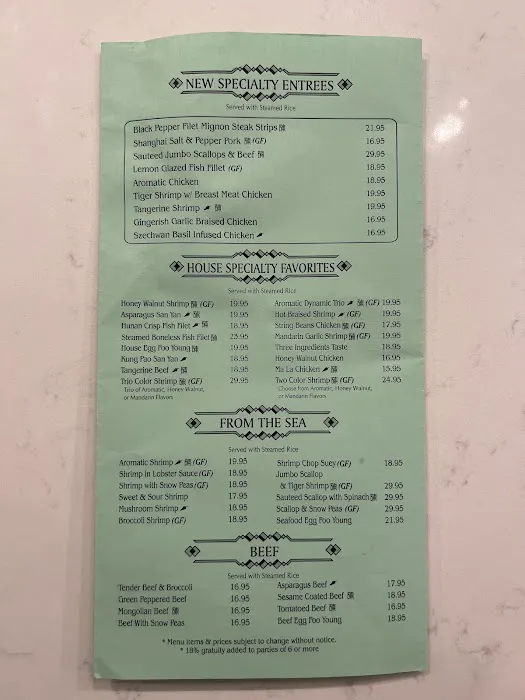 NEW SPECIALTY ENTREES
Served with Steamed Rice
Black Pepper Filet Mignon Steak Strips 21.95
Shanghai Salt & Pepper Pork (GF) 16.95
Sauteed Jumbo Scallops & Beef 29.95
Lemon Glazed Fish Fillet (GF) 18.95
Aromatic Chicken 18.95
Tiger Shrimp w/ Breast Meat Chicken 19.95
Tangerine Shrimp 19.95
Gingerish Garlic Braised Chicken 16.95
Szechwan Basil Infused Chicken 16.95
HOUSE SPECIALTY FAVORITES
Served with Steamed Rice
Honey Walnut Shrimp (GF) 19.95
Asparagus San Yan 19.95
Hunan Crisp Fish Filet 18.95
Steamed Boneless Fish Filet 23.95
House Egg Foo Young 19.95
Kung Pao San Yan 18.95
Tangerine Beef 18.95
Trio Color Shrimp (GF) 29.95
Trio of Aromatic, Honey Walnut,
or Mandarin Flavors
Aromatic Dynamic Trio (GF) 19.95
Hot Braised Shrimp (GF) 19.95
String Beans Chicken (GF) 17.95
Mandarin Garlic Shrimp (GF) 19.95
Three Ingredients Taste 18.95
Honey Walnut Chicken 16.95
Ma La Chicken 15.95
Two Color Shrimp (GF) 24.95
Choose from Aromatic, Honey Walnut,
or Mandarin Flavors
FROM THE SEA
Served with Steamed Rice
Aromatic Shrimp (GF) 19.95
Shrimp in Lobster Sauce (GF) 18.95
Shrimp with Snow Peas (GF) 18.95
Sweet & Sour Shrimp 17.95
Mushroom Shrimp 18.95
Broccoli Shrimp (GF) 18.95
Shrimp Chop Suey (GF) 18.95
Jumbo Scallop
& Tiger Shrimp (GF) 29.95
Sauteed Scallop with Spinach 29.95
Scallop & Snow Peas (GF) 29.95
Seafood Egg Foo Young 21.95
BEEF
Served with Steamed Rice
Tender Beef & Broccoli 16.95
Green Peppered Beef 16.95
Mongolian Beef 16.95
Beef With Snow Peas 16.95
Asparagus Beef 17.95
Sesame Coated Beef 18.95
Tomatoed Beef 16.95
Beef Egg Foo Young 18.95
* Menu items & prices subject to change without notice.
* 18% gratuity added to parties of 6 or more